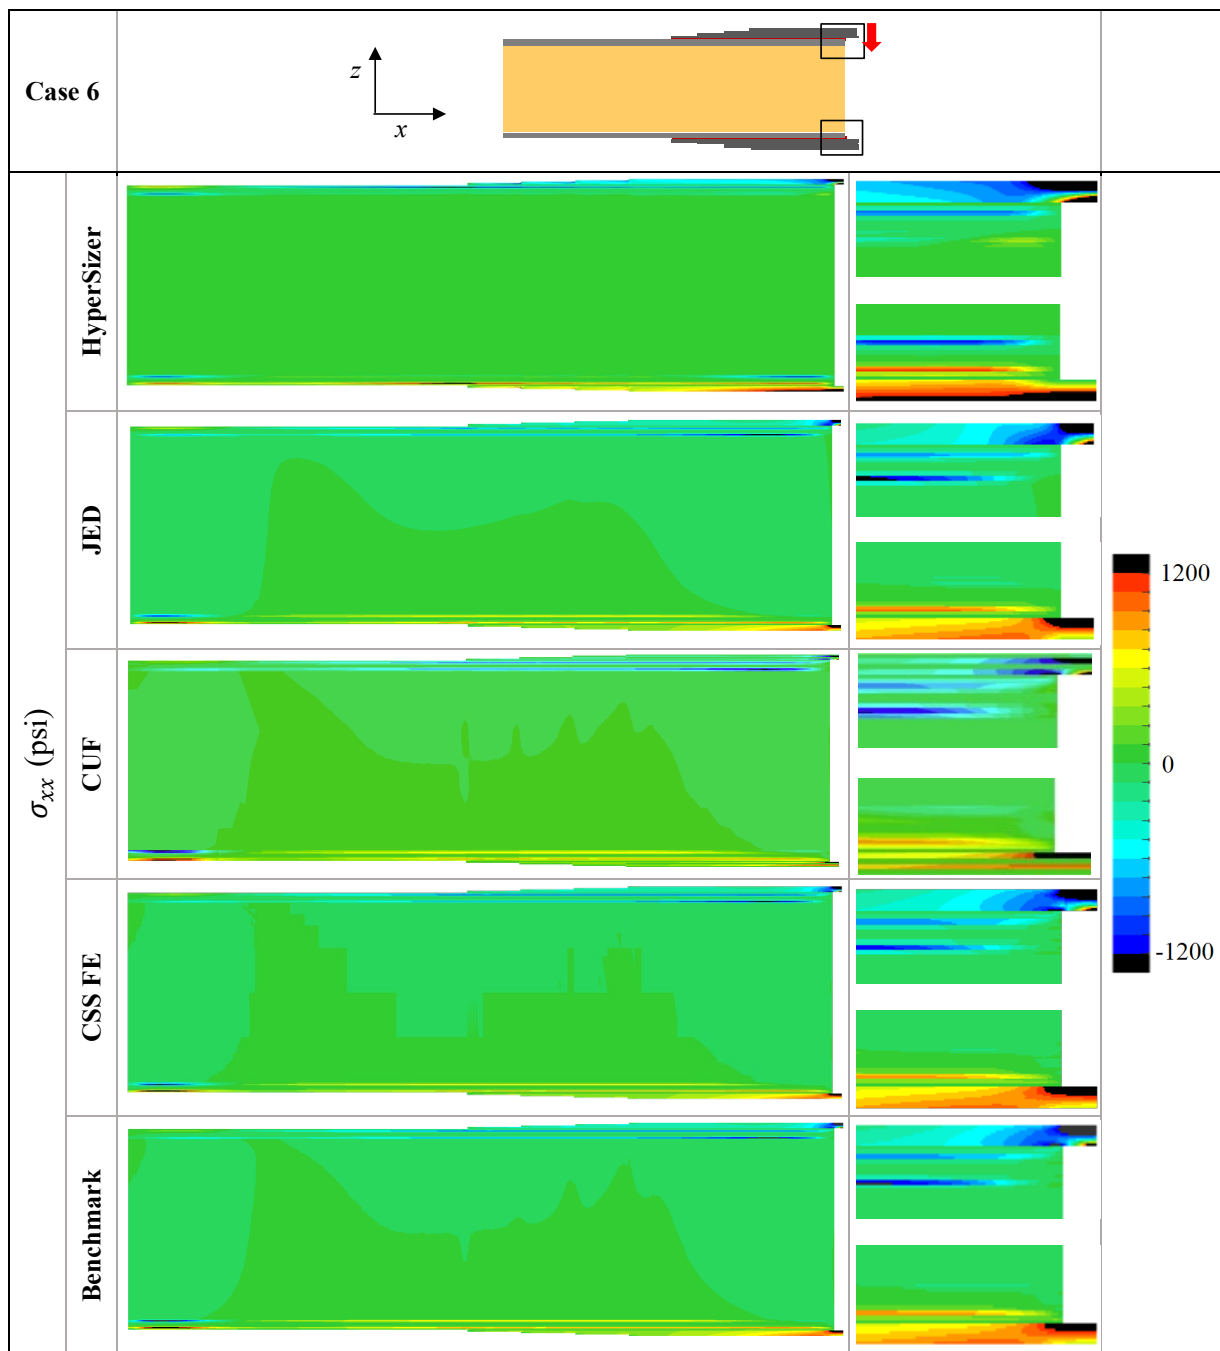 Case 6
z
x
HyperSizer
JED
CUF
CSS FE
Benchmark
σxx (psi)
1200
0
-1200